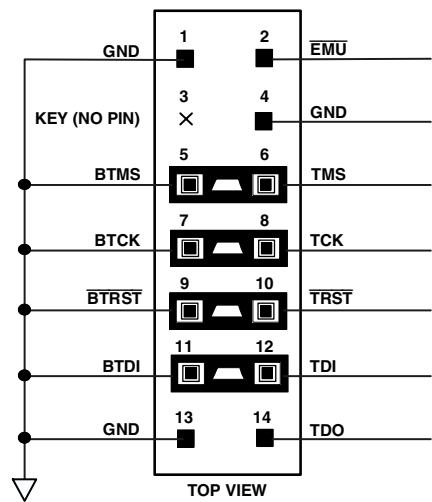 1 2
GND EMU
3 4
KEY (NO PIN) GND
5 6
BTMS TMS
7 8
BTCK TCK
9 10
BTRST TRST
11 12
BTDI TDI
13 14
GND TDO
TOP VIEW